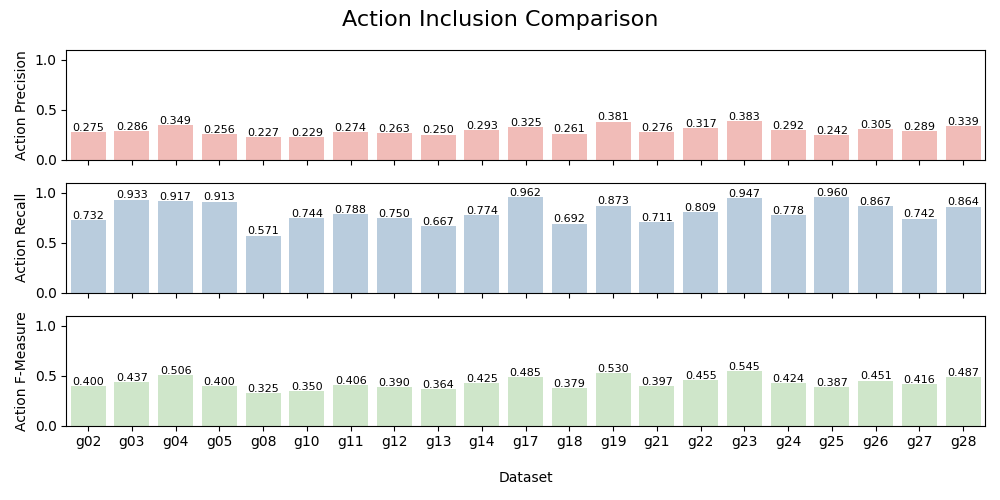 Action Inclusion Comparison
Action Precision
1.0
0.5
0.0
0.275 0.286 0.349 0.256 0.227 0.229 0.274 0.263 0.250 0.293 0.325 0.261 0.381 0.276 0.317 0.383 0.292 0.242 0.305 0.289 0.339
Action Recall
1.0
0.5
0.0
0.732 0.933 0.917 0.913 0.571 0.744 0.788 0.750 0.667 0.774 0.962 0.692 0.873 0.711 0.809 0.947 0.778 0.960 0.867 0.742 0.864
Action F-Measure
1.0
0.5
0.0
0.400 0.437 0.506 0.400 0.325 0.350 0.406 0.390 0.364 0.425 0.485 0.379 0.530 0.397 0.455 0.545 0.424 0.387 0.451 0.416 0.487
g02 g03 g04 g05 g08 g10 g11 g12 g13 g14 g17 g18 g19 g21 g22 g23 g24 g25 g26 g27 g28
Dataset